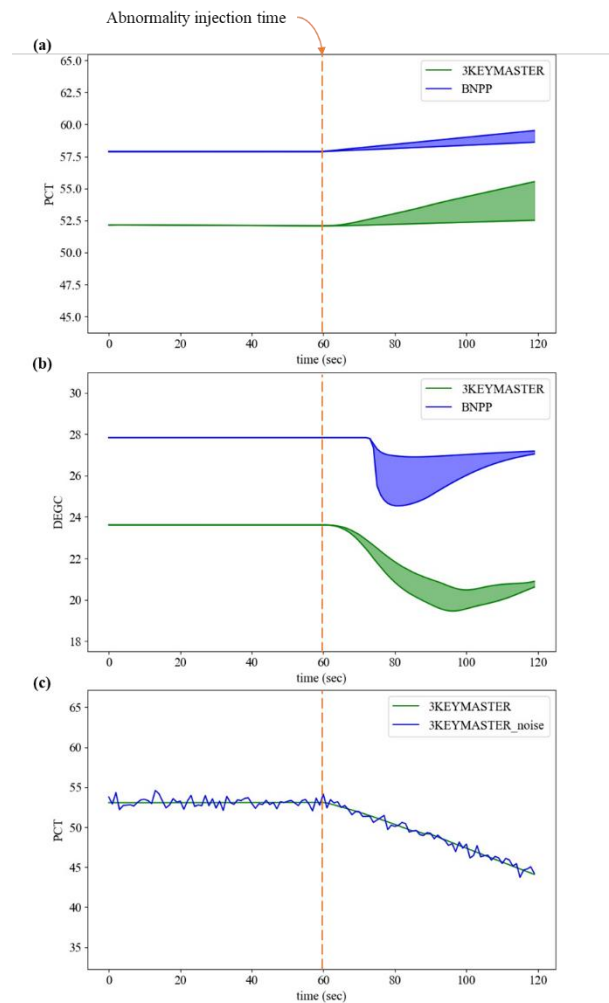 Abnormality injection time
(a)
65.0
62.5
60.0
57.5
55.0
52.5
50.0
47.5
45.0
PCT
3KEYMASTER
BNPP
0 20 40 60 80 100 120
time (sec)
(b)
30
28
26
24
22
20
18
DEGC
3KEYMASTER
BNPP
0 20 40 60 80 100 120
time (sec)
(c)
65
60
55
50
45
40
35
PCT
3KEYMASTER
3KEYMASTER_noise
0 20 40 60 80 100 120
time (sec)